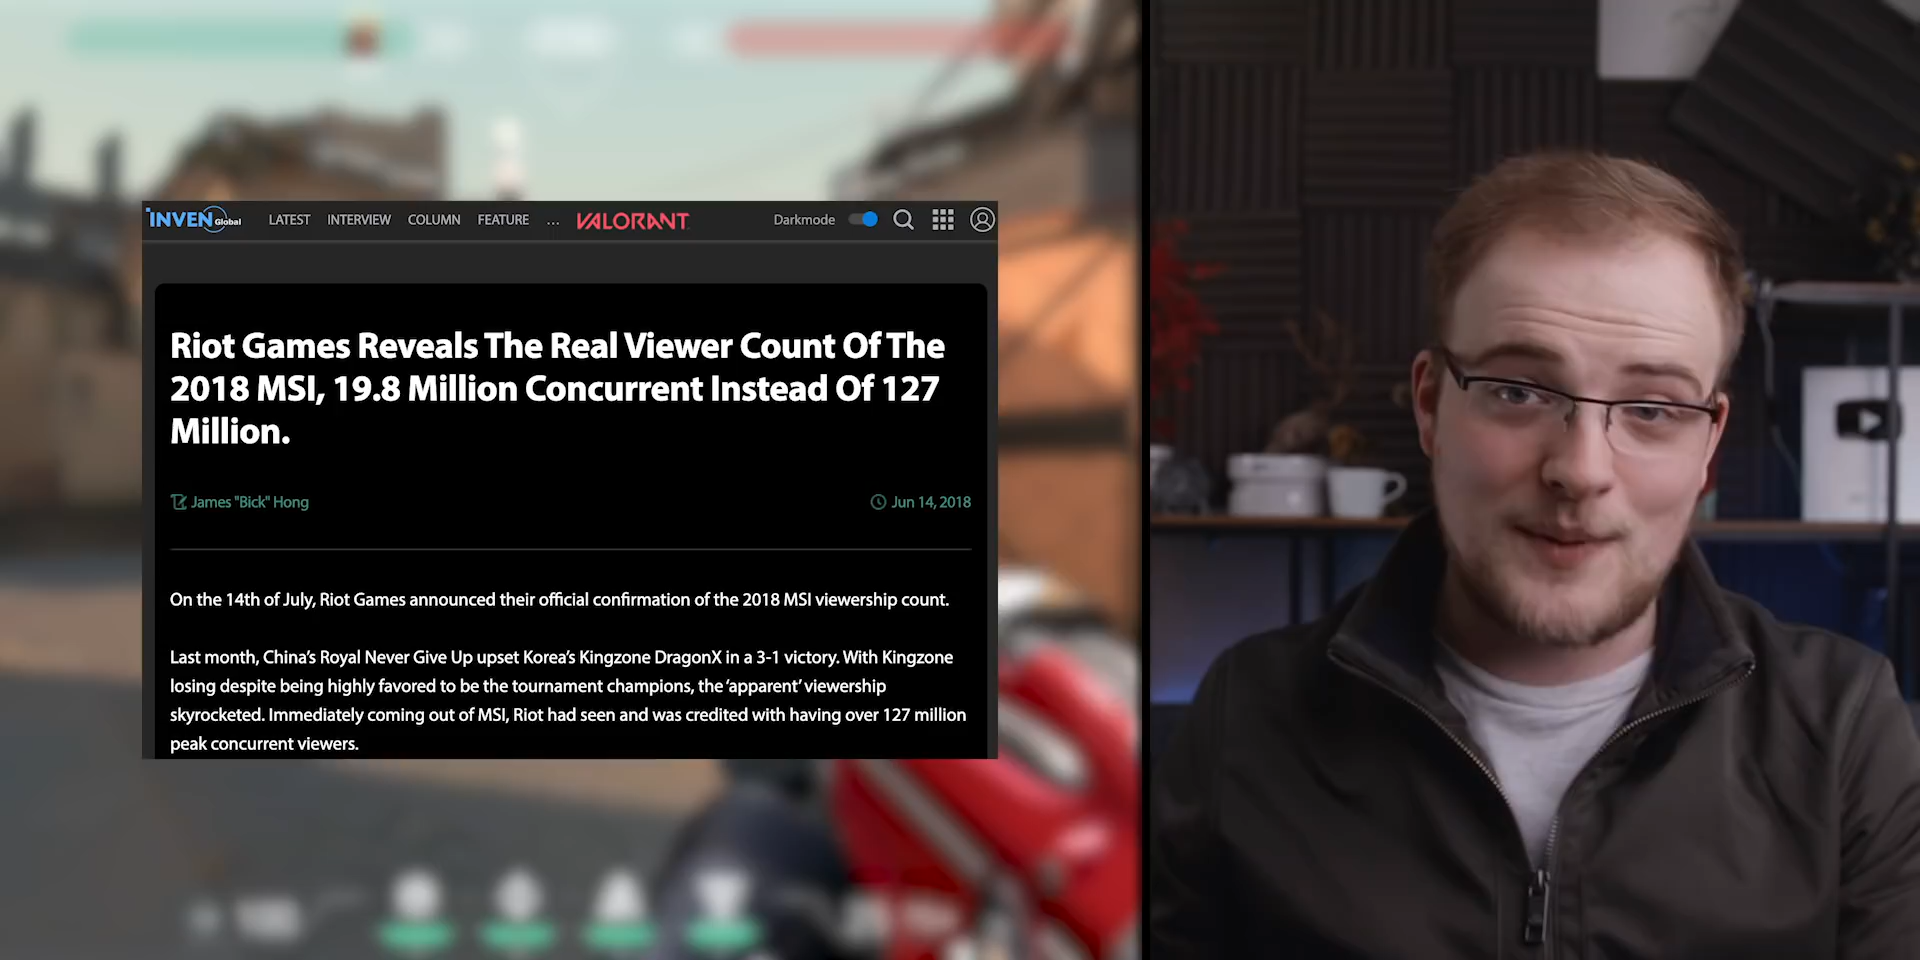 INVEN Global LATEST INTERVIEW COLUMN FEATURE ... VALORANT Darkmode
Riot Games Reveals The Real Viewer Count Of The
2018 MSI, 19.8 Million Concurrent Instead Of 127
Million.
James "Bick" Hong Jun 14, 2018
On the 14th of July, Riot Games announced their official confirmation of the 2018 MSI viewership count.
Last month, China’s Royal Never Give Up upset Korea’s Kingzone DragonX in a 3-1 victory. With Kingzone
losing despite being highly favored to be the tournament champions, the ‘apparent’ viewership
skyrocketed. Immediately coming out of MSI, Riot had seen and was credited with having over 127 million
peak concurrent viewers.